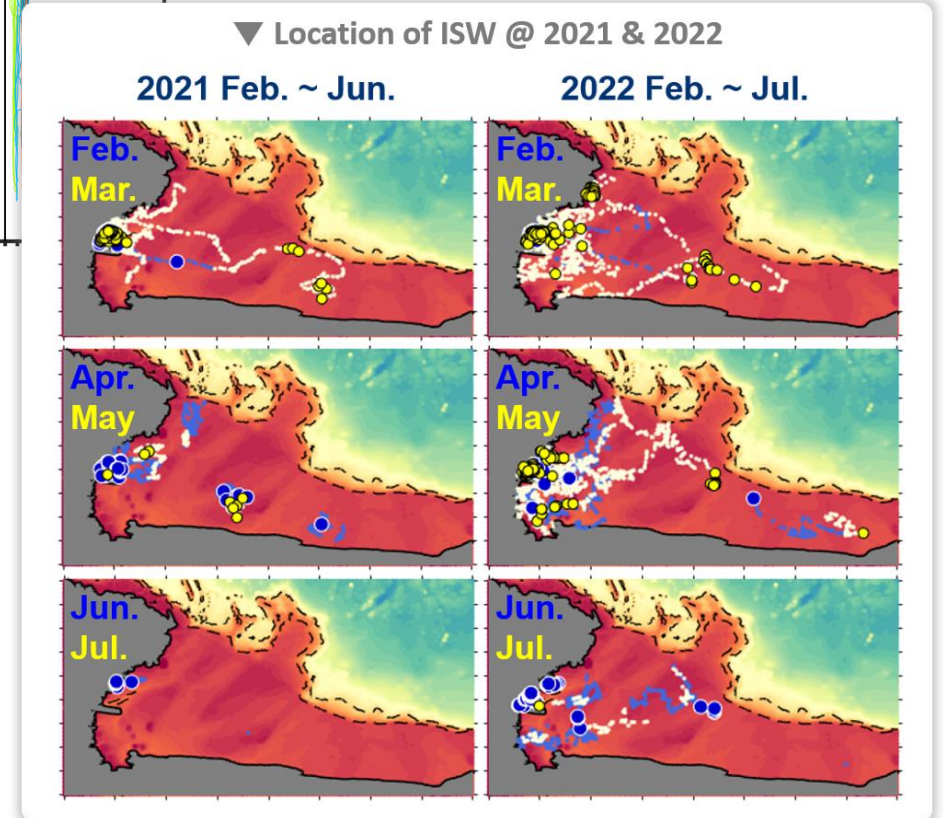 ▼ Location of ISW @ 2021 & 2022
2021 Feb. ~ Jun.
2022 Feb. ~ Jul.
Feb.
Mar.
Feb.
Mar.
Apr.
May
Apr.
May
Jun.
Jul.
Jun.
Jul.